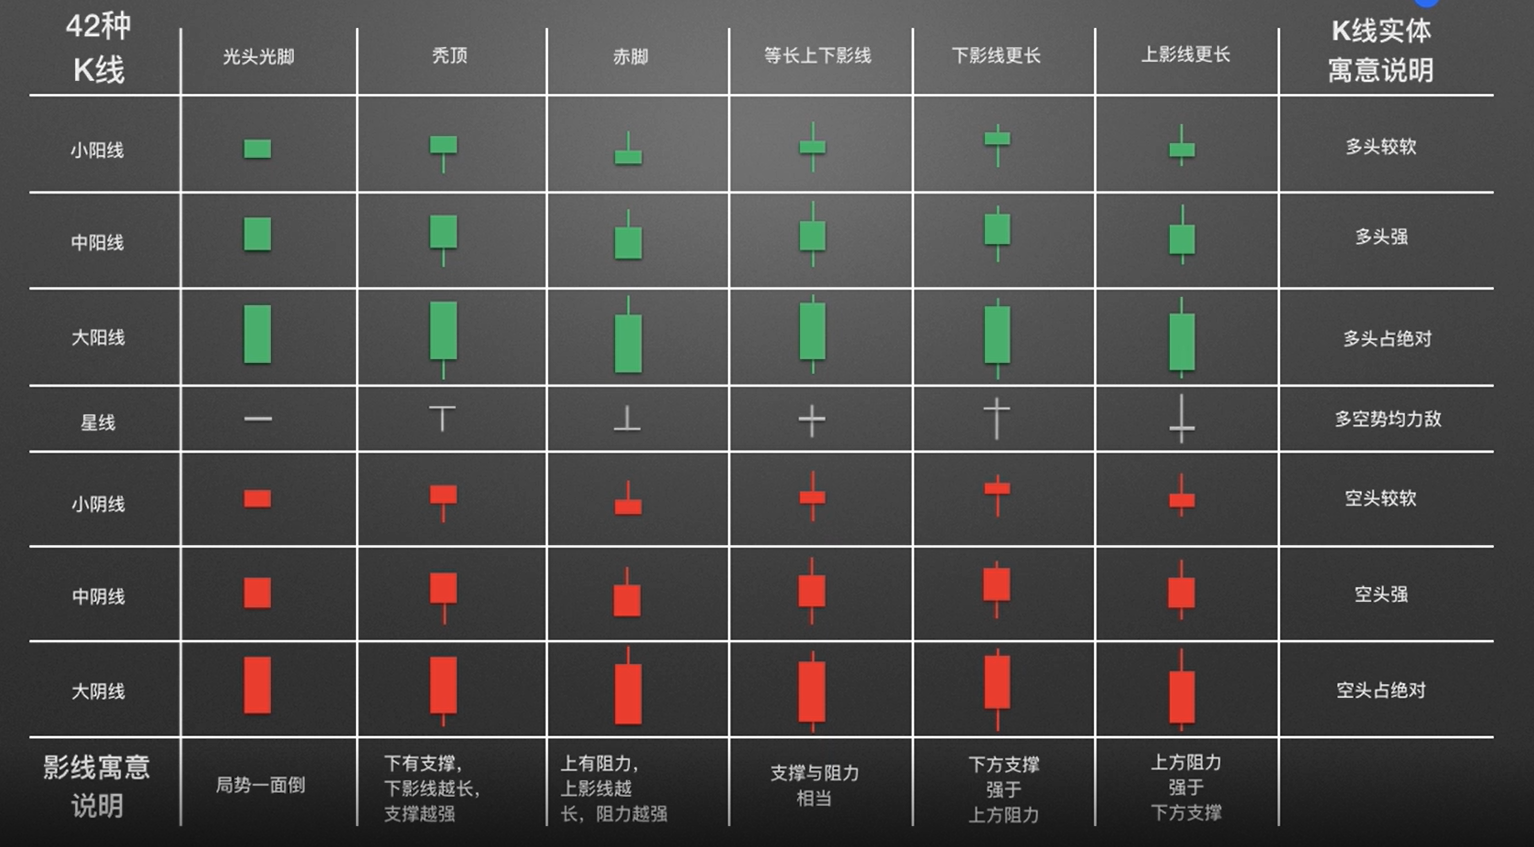 42种
K线
光头光脚
秃顶
赤脚
等长上下影线
下影线更长
上影线更长
K线实体
寓意说明
小阳线
多头较软
中阳线
多头强
大阳线
多头占绝对
星线
多空势均力敌
小阴线
空头较软
中阴线
空头强
大阴线
空头占绝对
影线寓意
说明
局势一面倒
下有支撑，
下影线越长，
支撑越强
上有阻力，
上影线越
长，阻力越强
支撑与阻力
相当
下方支撑
强于
上方阻力
上方阻力
强于
下方支撑